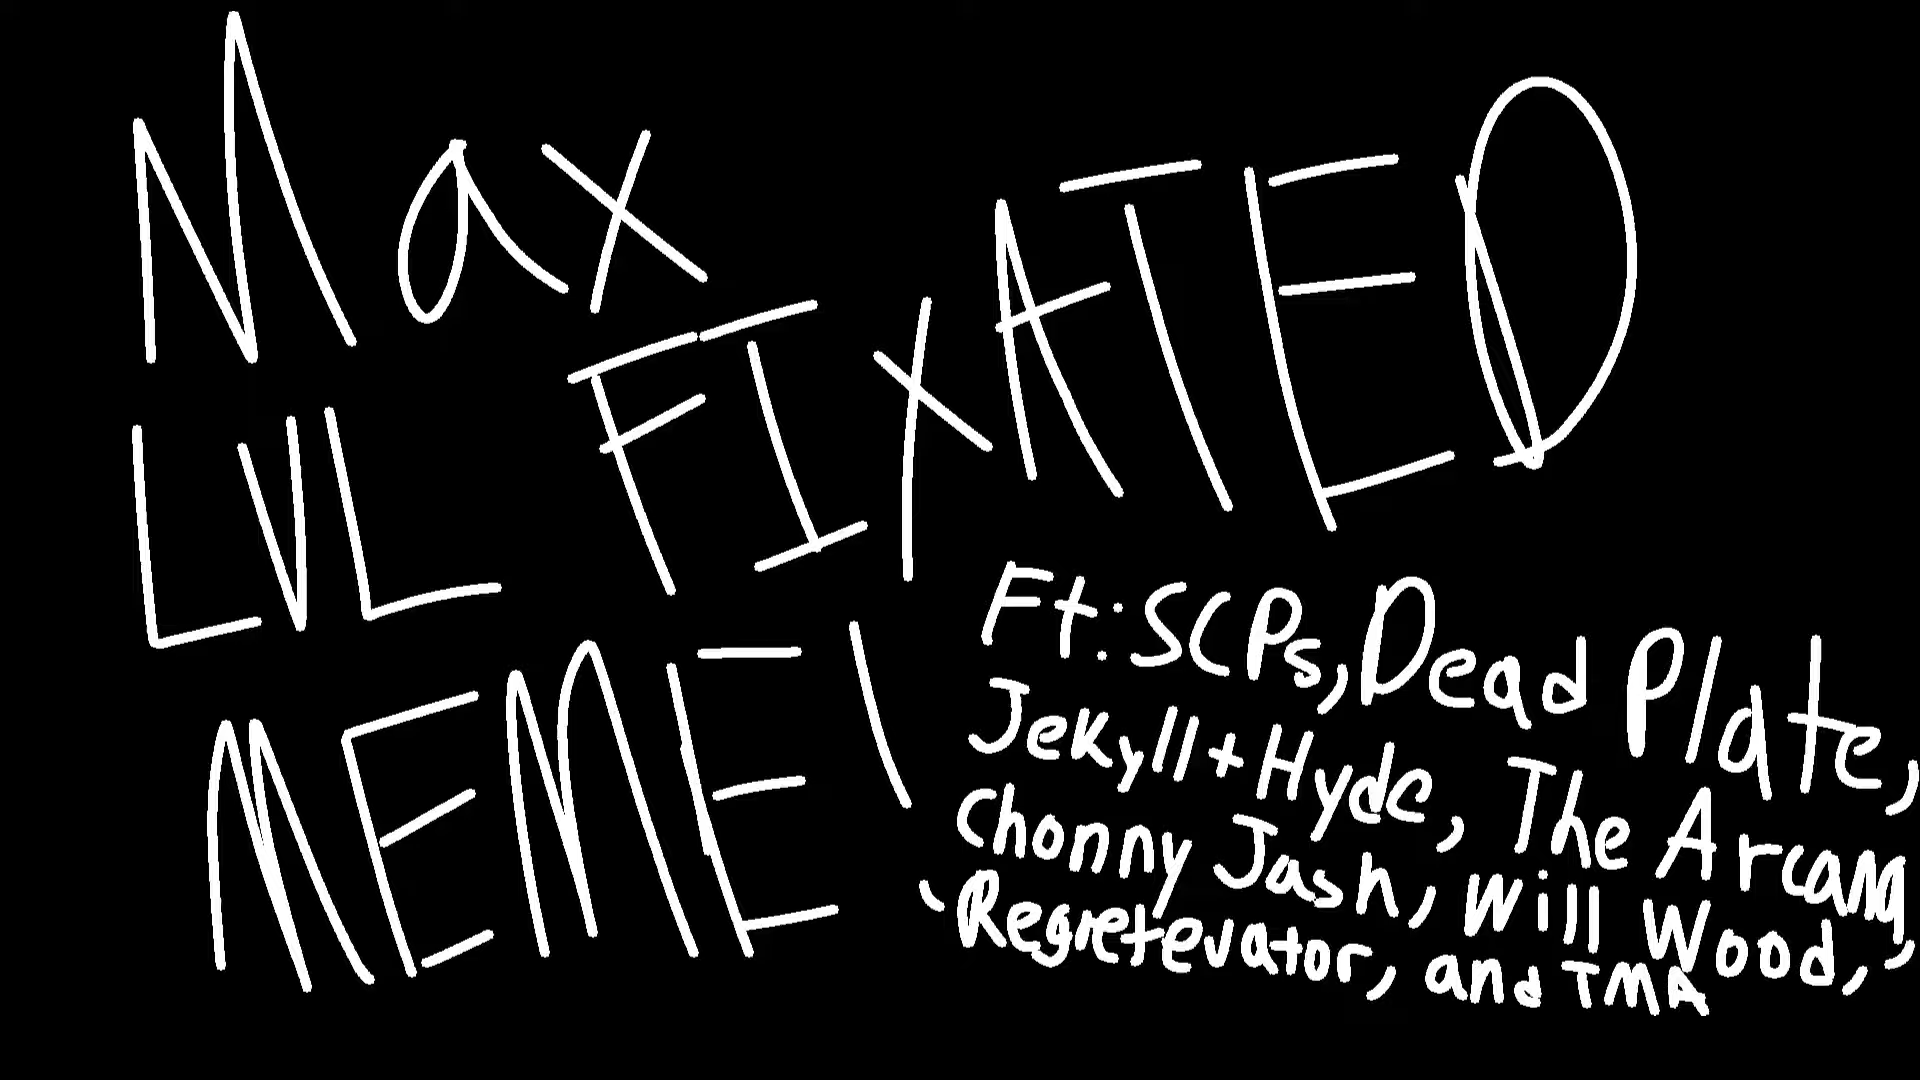 Max
LVL FIXATED
MEME!
Ft.: SCPs, Dead Plate,
Jekyll + Hyde, The Arcana,
Chonny Jash, Will Wood,
Regretevator, and TMA